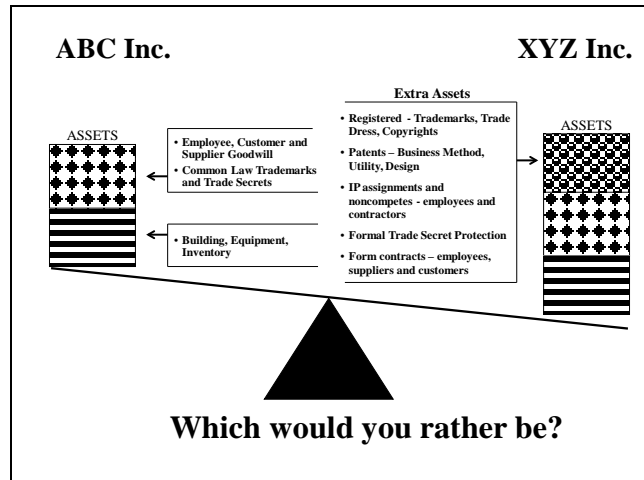 ABC Inc.
XYZ Inc.
ASSETS
• Employee, Customer and
Supplier Goodwill
• Common Law Trademarks
and Trade Secrets
• Building, Equipment,
Inventory
Extra Assets
• Registered - Trademarks, Trade
Dress, Copyrights
• Patents – Business Method,
Utility, Design
• IP assignments and
noncompetes - employees and
contractors
• Formal Trade Secret Protection
• Form contracts – employees,
suppliers and customers
ASSETS
Which would you rather be?